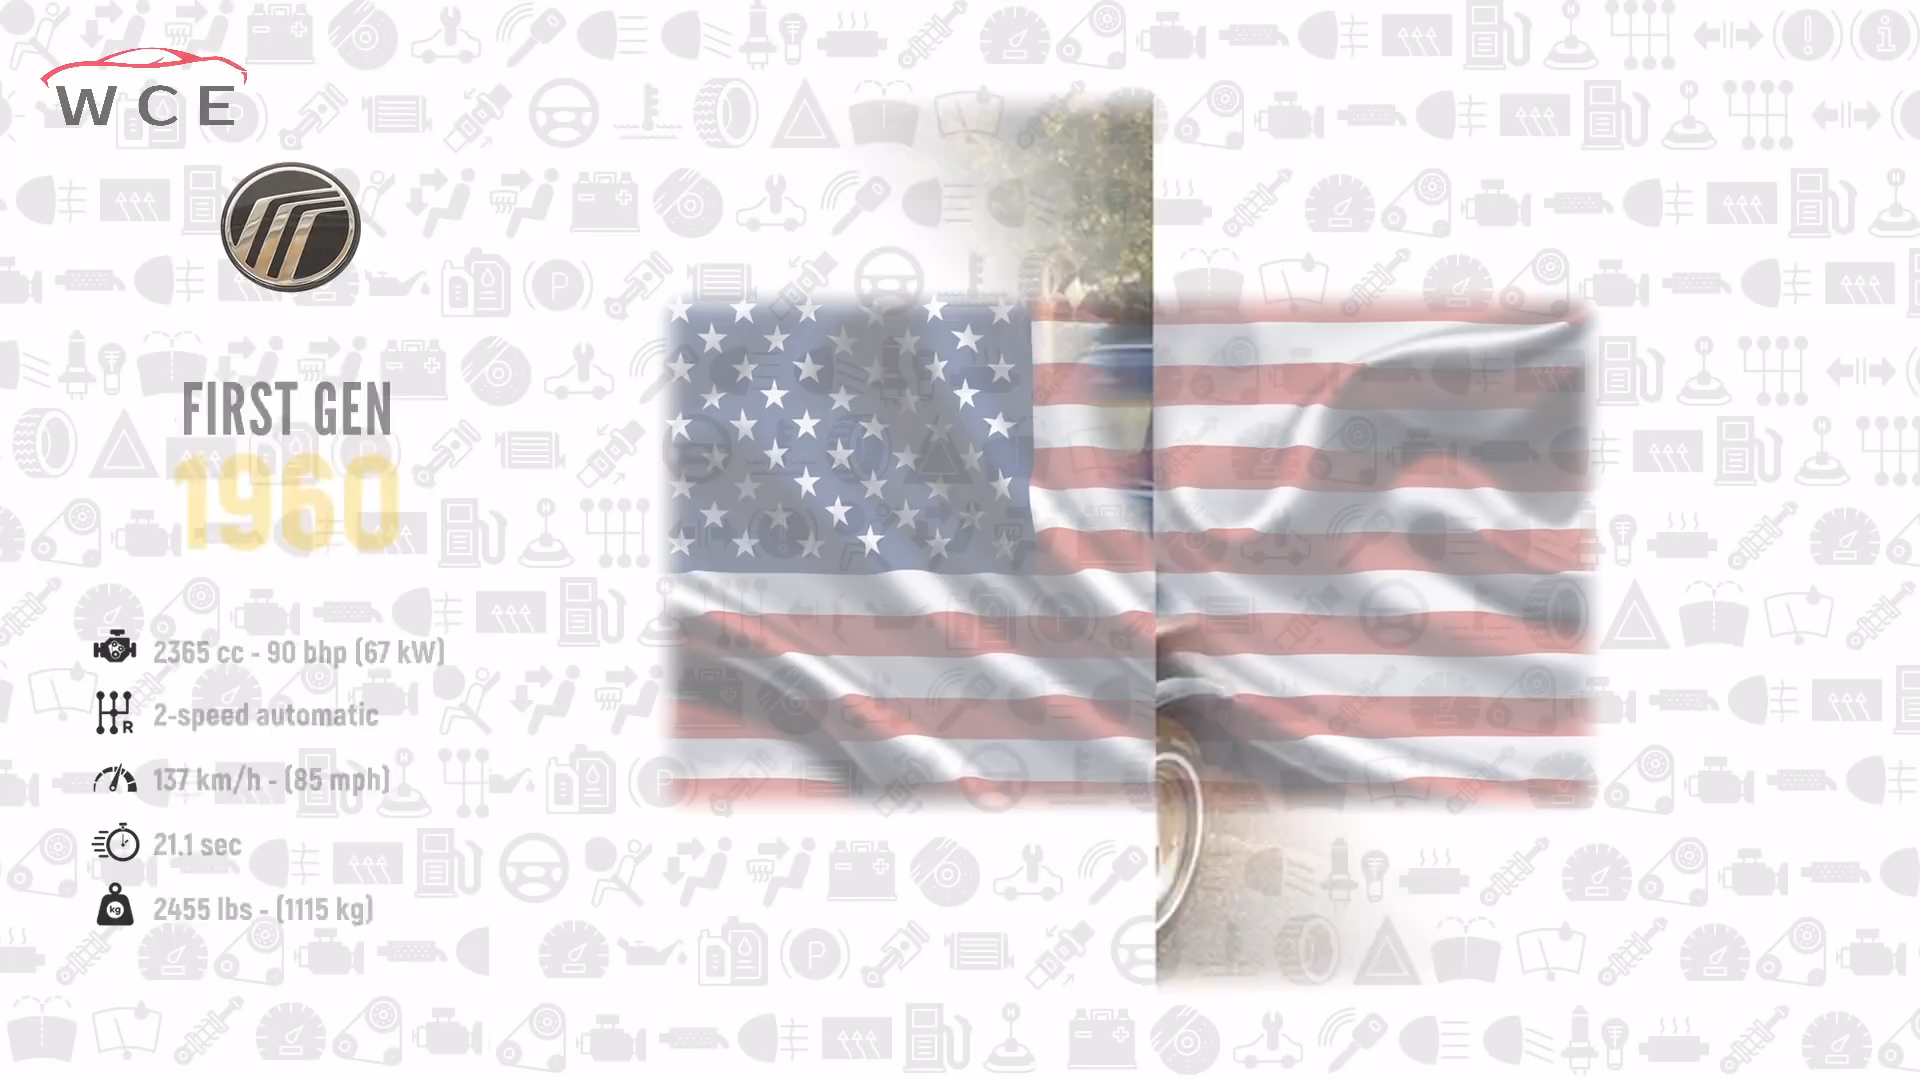 WCE
FIRST GEN
1960
2365 cc - 90 bhp (67 kW)
2-speed automatic
137 km/h - (85 mph)
21.1 sec
2455 lbs - (1115 kg)
R
kg